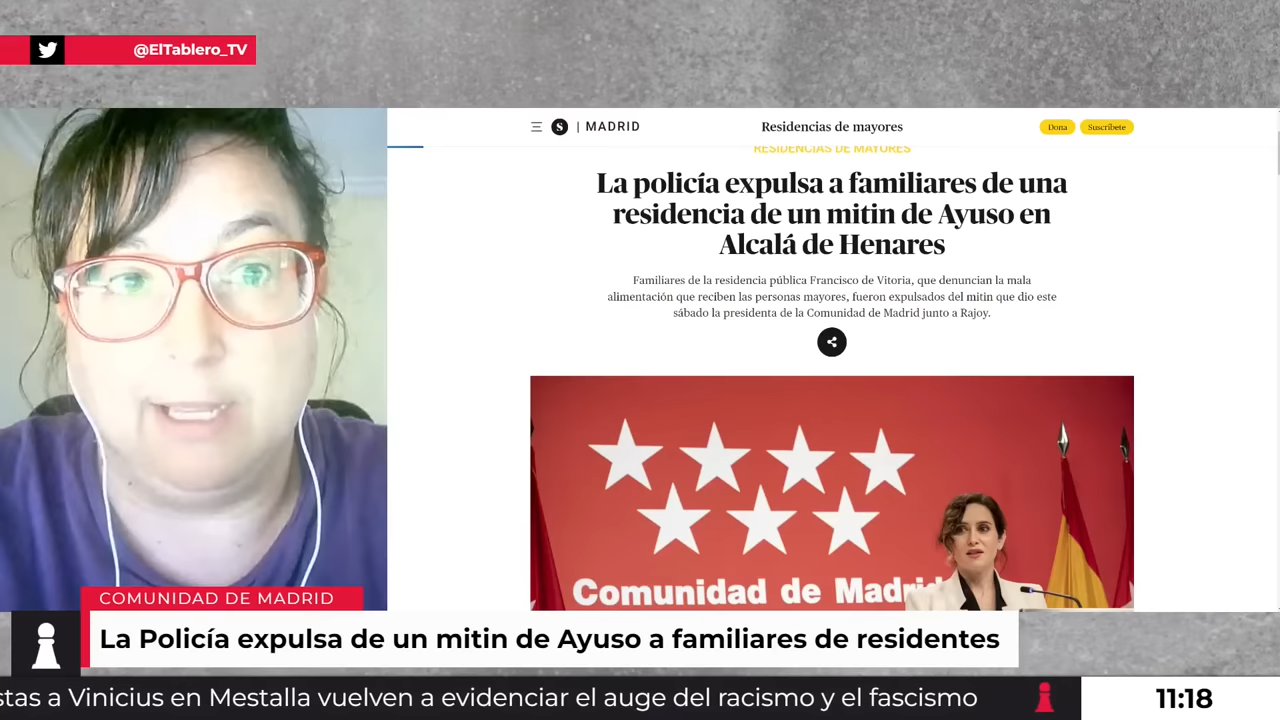 @ElTablero_TV
S | MADRID
Residencias de mayores
Dona
Suscríbete
RESIDENCIAS DE MAYORES
La policía expulsa a familiares de una
residencia de un mitin de Ayuso en
Alcalá de Henares
Familiares de la residencia pública Francisco de Vitoria, que denuncian la mala
alimentación que reciben las personas mayores, fueron expulsados del mitin que dio este
sábado la presidenta de la Comunidad de Madrid junto a Rajoy.
Comunidad de Madrid
COMUNIDAD DE MADRID
La Policía expulsa de un mitin de Ayuso a familiares de residentes
stas a Vinicius en Mestalla vuelven a evidenciar el auge del racismo y el fascismo
11:18